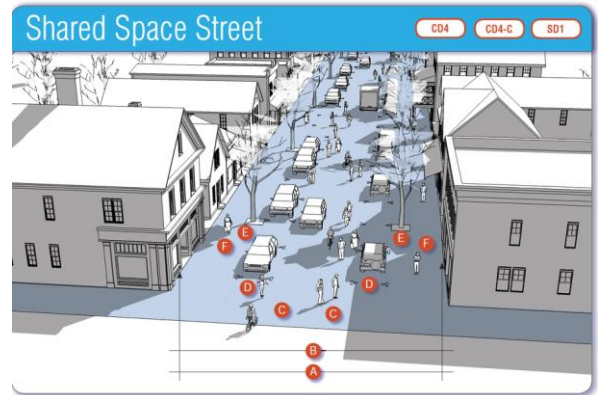 Shared Space Street
CD4 CD4-C SD1
E E
F F
D D
C C
B
A